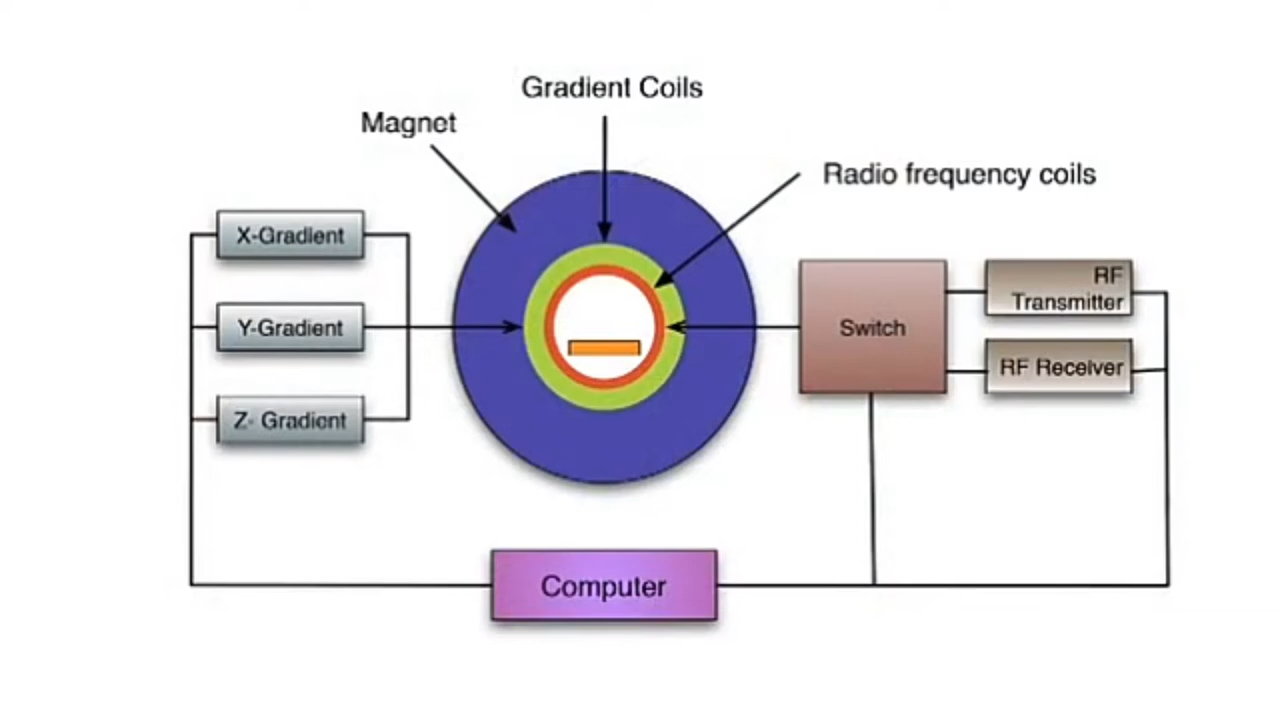 Gradient Coils
Magnet
Radio frequency coils
X-Gradient
Y-Gradient
Z- Gradient
Switch
RF
Transmitter
RF Receiver
Computer